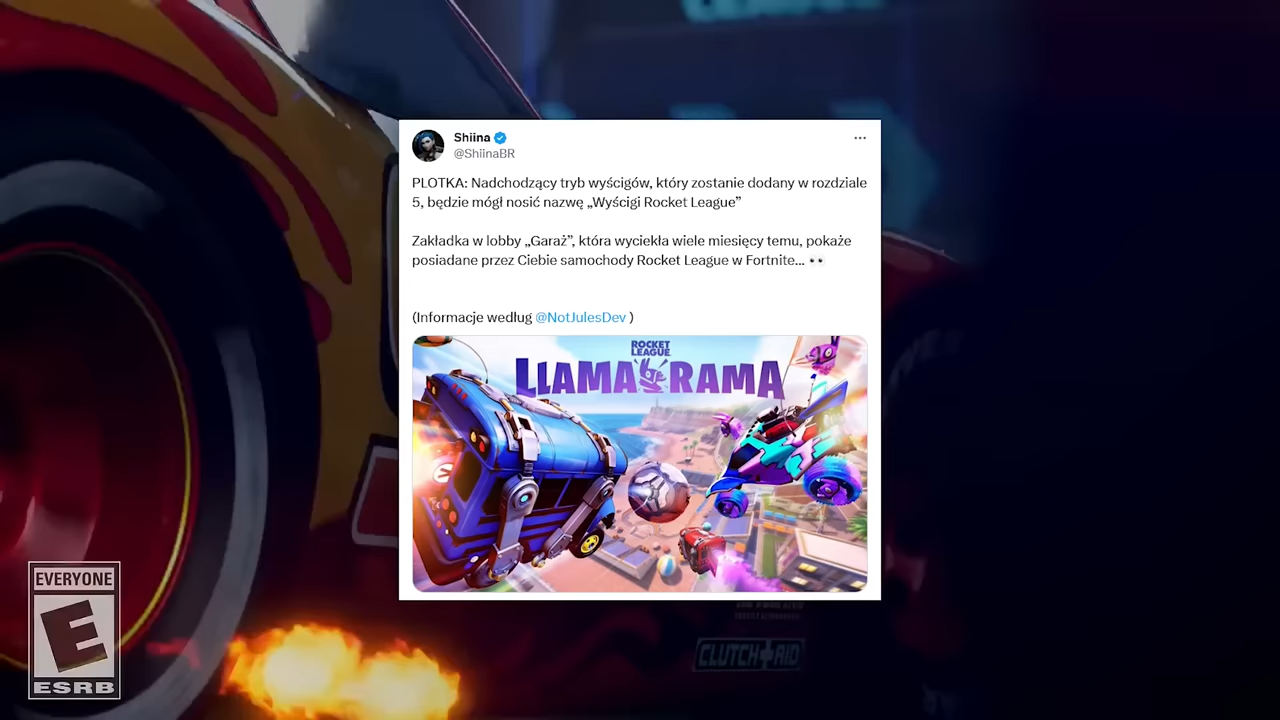 Shiina
@ShiinaBR
PLOTKA: Nadchodzący tryb wyścigów, który zostanie dodany w rozdziale
5, będzie mógł nosić nazwę „Wyścigi Rocket League”
Zakładka w lobby „Garaż”, która wyciekła wiele miesięcy temu, pokaże
posiadane przez Ciebie samochody Rocket League w Fortnite... 👀
(Informacje według @NotJulesDev )
ROCKET
LEAGUE
LLAMA RAMA
CLUTCH AID
EVERYONE
E
ESRB